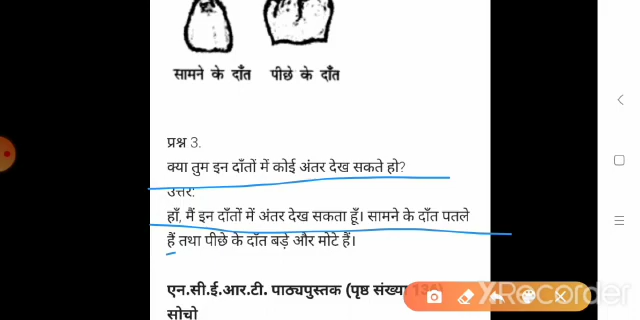 सामने के दाँत पीछे के दाँत
प्रश्न 3.
क्या तुम इन दाँतों में कोई अंतर देख सकते हो?
उत्तर:
हाँ, मैं इन दाँतों में अंतर देख सकता हूँ। सामने के दाँत पतले
हैं तथा पीछे के दाँत बड़े और मोटे हैं।
एन.सी.ई.आर.टी. पाठ्यपुस्तक (पृष्ठ संख्या 136)
सोचो
XRecorder